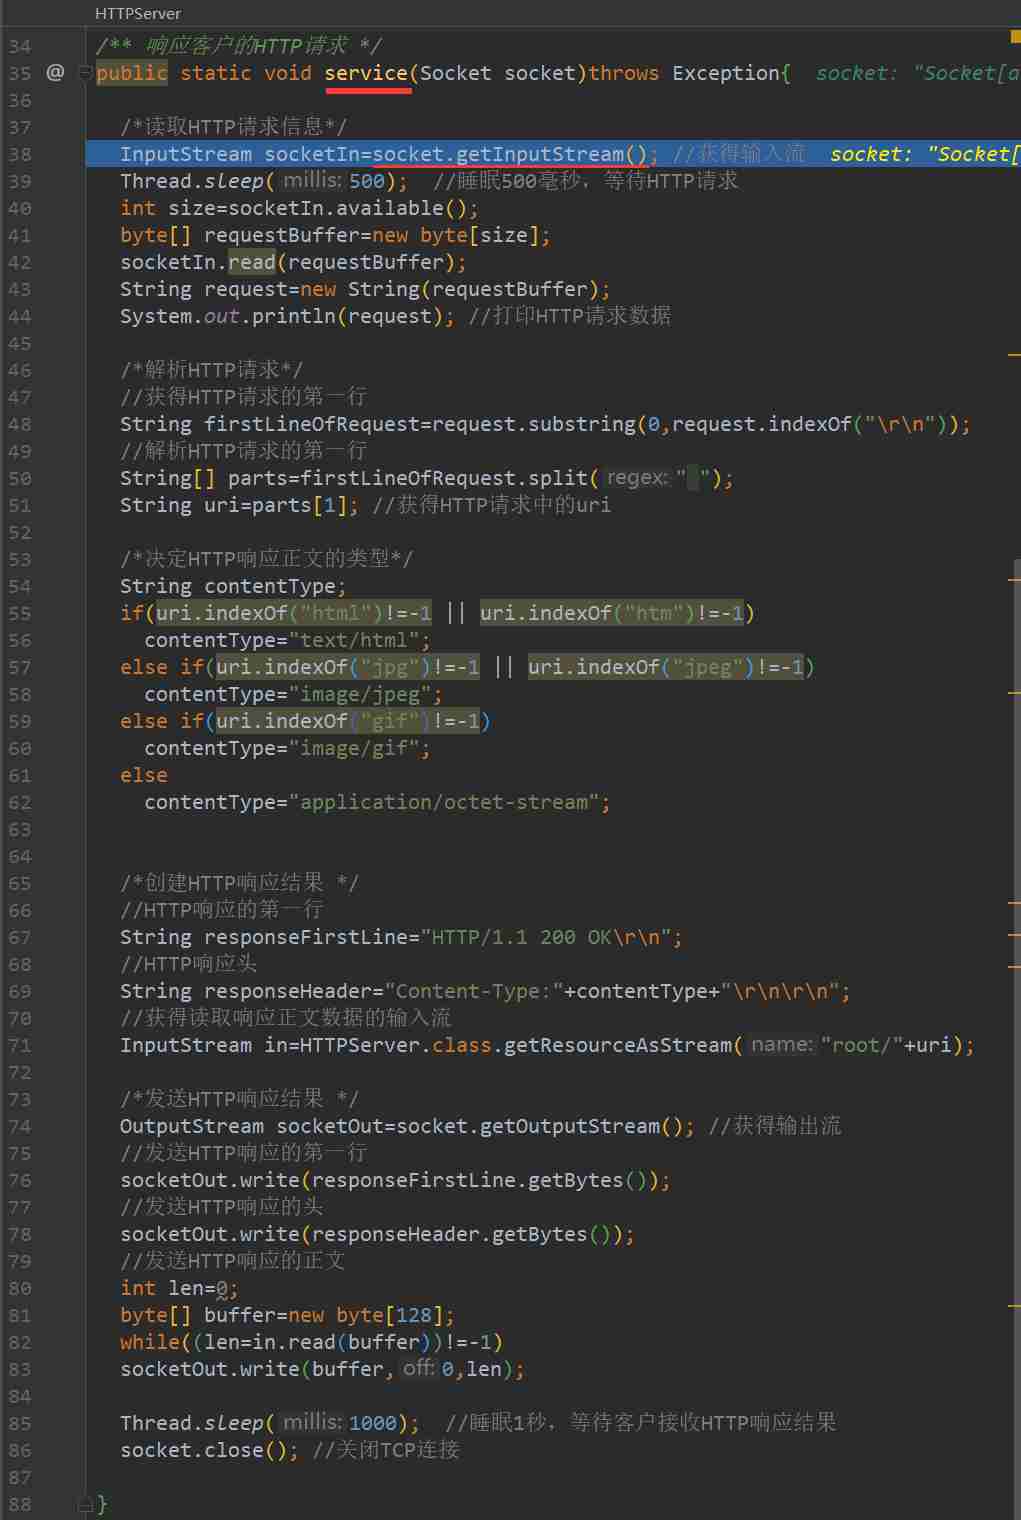 HTTPServer
34 /** 响应客户的HTTP请求 */
35 @ public static void service(Socket socket)throws Exception{ socket: "Socket[a
36
37 /*读取HTTP请求信息*/
38 InputStream socketIn=socket.getInputStream(); //获得输入流 socket: "Socket[
39 Thread.sleep( millis: 500); //睡眠500毫秒，等待HTTP请求
40 int size=socketIn.available();
41 byte[] requestBuffer=new byte[size];
42 socketIn.read(requestBuffer);
43 String request=new String(requestBuffer);
44 System.out.println(request); //打印HTTP请求数据
45
46 /*解析HTTP请求*/
47 //获得HTTP请求的第一行
48 String firstLineOfRequest=request.substring(0,request.indexOf("\r\n"));
49 //解析HTTP请求的第一行
50 String[] parts=firstLineOfRequest.split( regex: " ");
51 String uri=parts[1]; //获得HTTP请求中的uri
52
53 /*决定HTTP响应正文的类型*/
54 String contentType;
55 if(uri.indexOf("html")!=-1 || uri.indexOf("htm")!=-1)
56 contentType="text/html";
57 else if(uri.indexOf("jpg")!=-1 || uri.indexOf("jpeg")!=-1)
58 contentType="image/jpeg";
59 else if(uri.indexOf("gif")!=-1)
60 contentType="image/gif";
61 else
62 contentType="application/octet-stream";
63
64
65 /*创建HTTP响应结果 */
66 //HTTP响应的第一行
67 String responseFirstLine="HTTP/1.1 200 OK\r\n";
68 //HTTP响应头
69 String responseHeader="Content-Type:"+contentType+"\r\n\r\n";
70 //获得读取响应正文数据的输入流
71 InputStream in=HTTPServer.class.getResourceAsStream( name: "root/"+uri);
72
73 /*发送HTTP响应结果 */
74 OutputStream socketOut=socket.getOutputStream(); //获得输出流
75 //发送HTTP响应的第一行
76 socketOut.write(responseFirstLine.getBytes());
77 //发送HTTP响应的头
78 socketOut.write(responseHeader.getBytes());
79 //发送HTTP响应的正文
80 int len=0;
81 byte[] buffer=new byte[128];
82 while((len=in.read(buffer))!=-1)
83 socketOut.write(buffer, off: 0,len);
84
85 Thread.sleep( millis: 1000); //睡眠1秒，等待客户接收HTTP响应结果
86 socket.close(); //关闭TCP连接
87
88 }